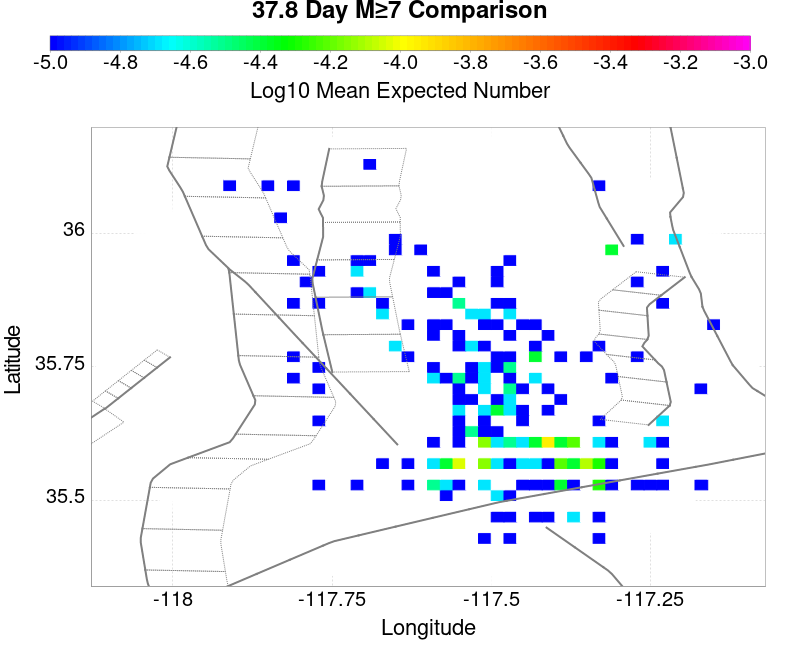 37.8 Day M≥7 Comparison
-5.0 -4.8 -4.6 -4.4 -4.2 -4.0 -3.8 -3.6 -3.4 -3.2 -3.0
Log10 Mean Expected Number
Latitude
36
35.75
35.5
-118 -117.75 -117.5 -117.25
Longitude